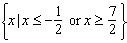 {x | x ≤ -1/2 or x ≥ 7/2}